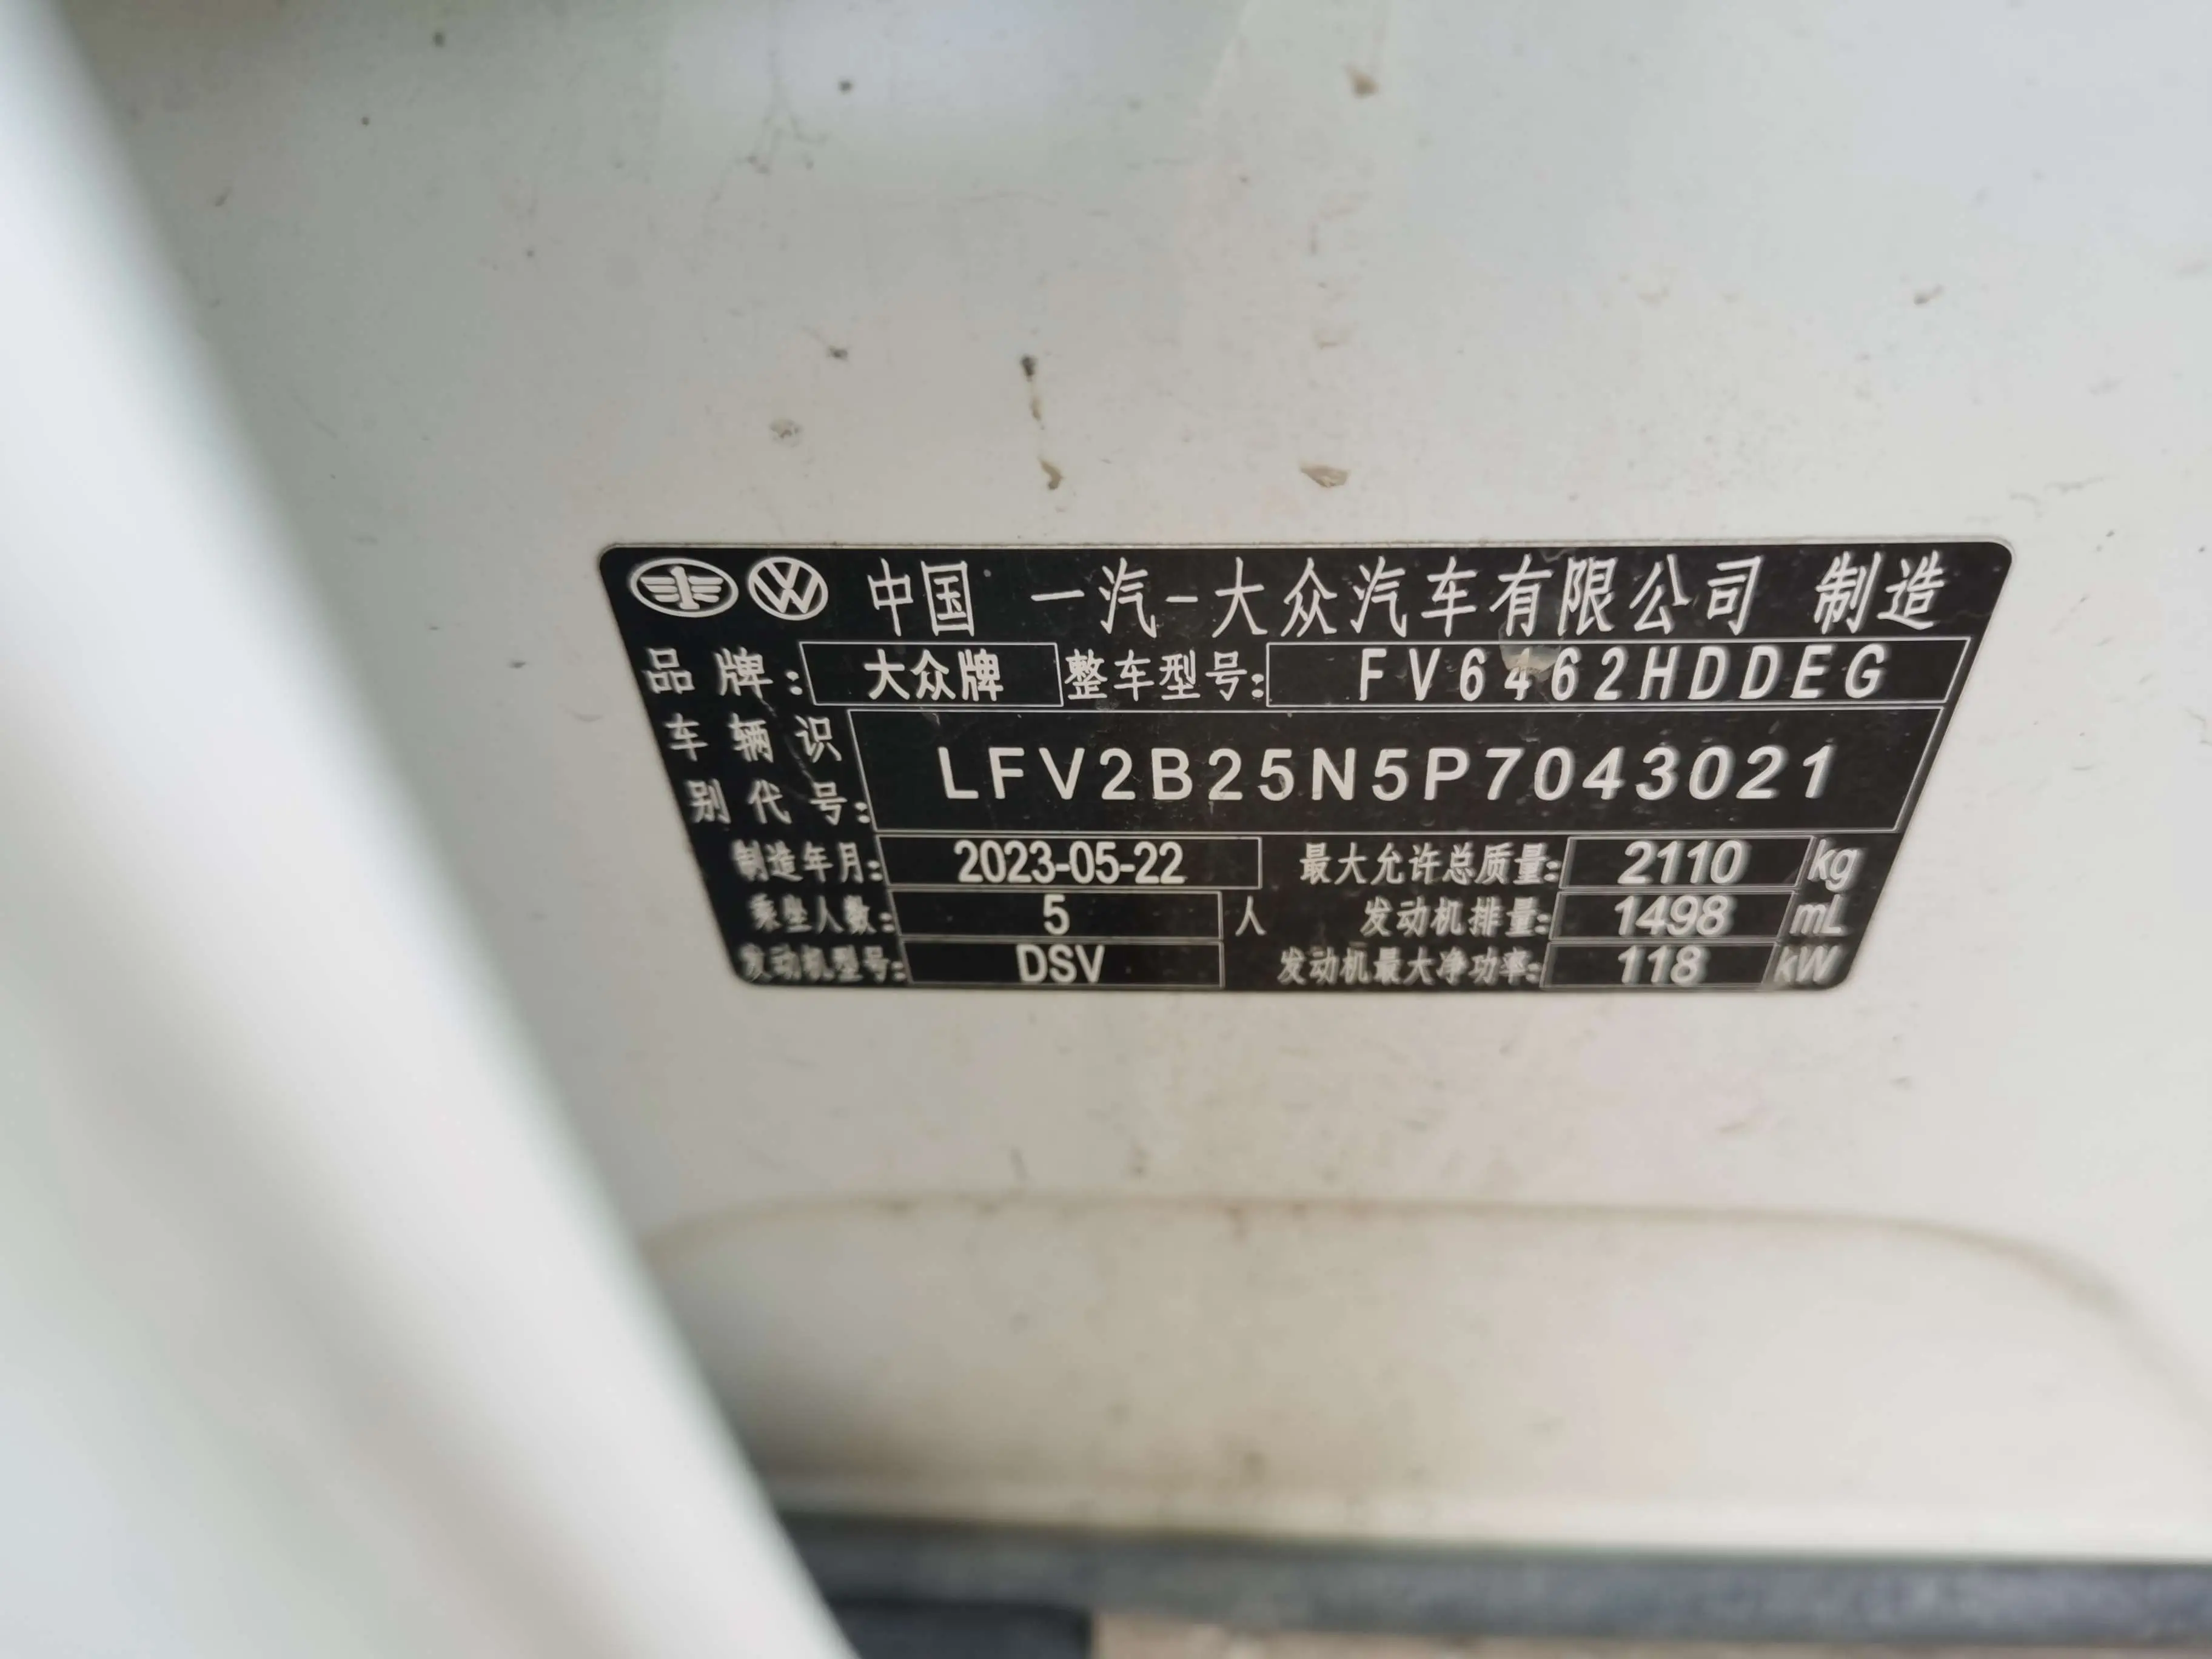 中国 一汽-大众汽车有限公司 制造
品牌: 大众牌 整车型号: FV6462HDDEG
车辆识别代号: LFV2B25N5P7043021
制造年月: 2023-05-22 最大允许总质量: 2110 kg
乘坐人数: 5 人 发动机排量: 1498 mL
发动机型号: DSV 发动机最大净功率: 118 kW